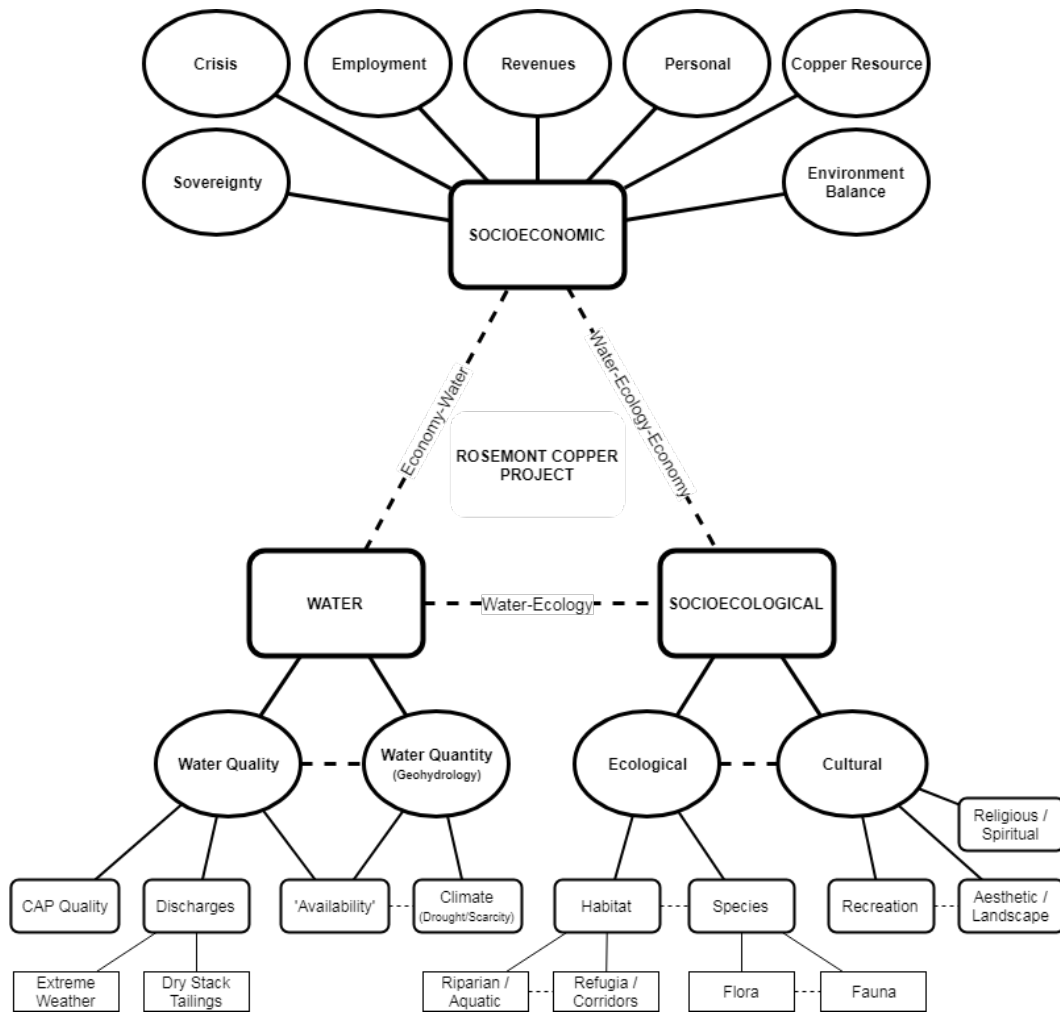 Crisis
Employment
Revenues
Personal
Copper Resource
Sovereignty
Environment
Balance
SOCIOECONOMIC
Economy-Water
Water-Ecology-Economy
ROSEMONT COPPER
PROJECT
WATER
Water-Ecology
SOCIOECOLOGICAL
Water Quality
Water Quantity
(Geohydrology)
Ecological
Cultural
Religious /
Spiritual
CAP Quality
Discharges
'Availability'
Climate
(Drought/Scarcity)
Habitat
Species
Recreation
Aesthetic /
Landscape
Extreme
Weather
Dry Stack
Tailings
Riparian /
Aquatic
Refugia /
Corridors
Flora
Fauna